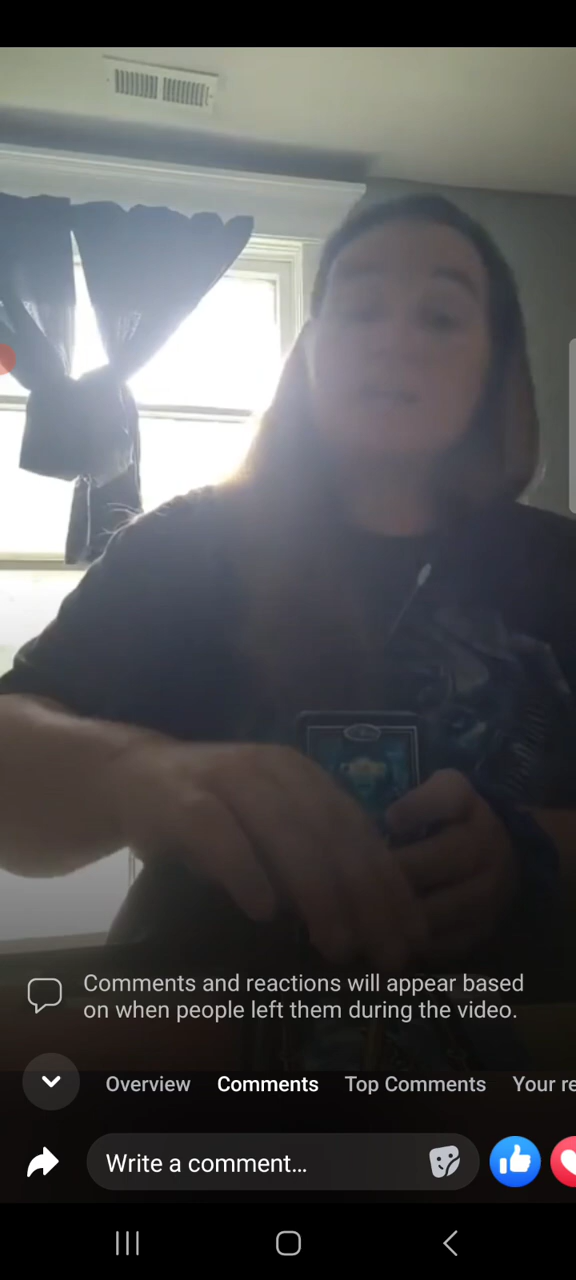 Comments and reactions will appear based
on when people left them during the video.
Overview Comments Top Comments Your re
Write a comment...